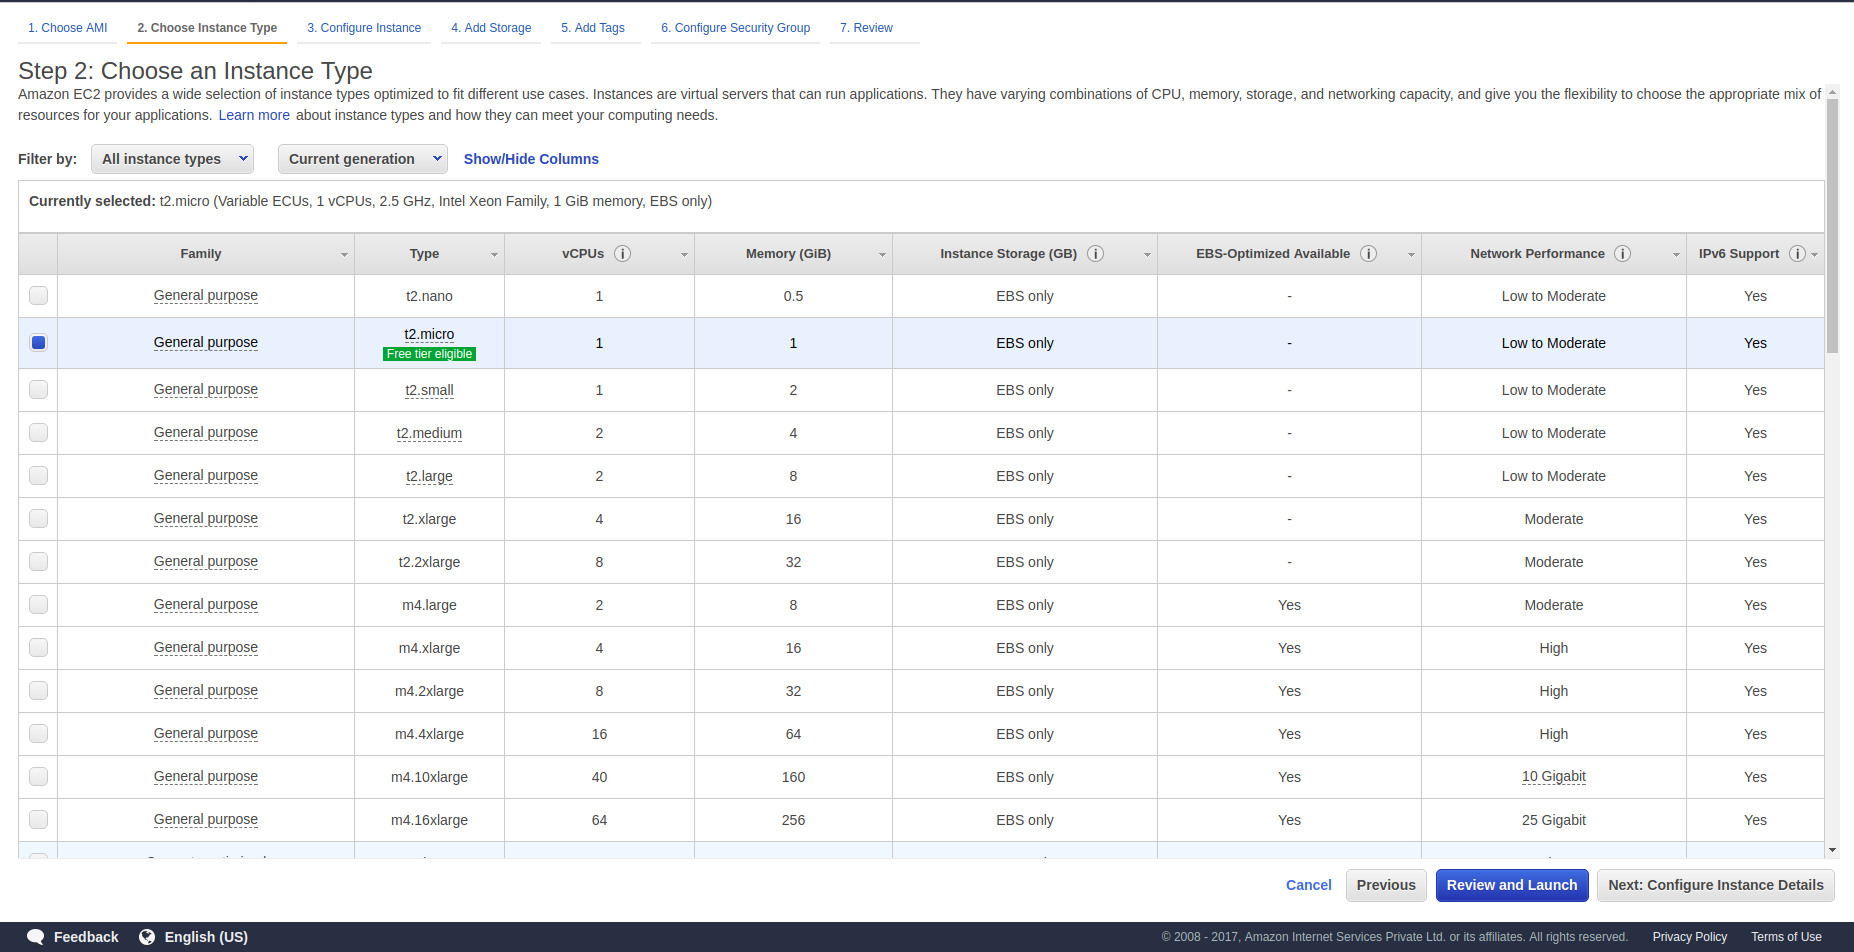 1. Choose AMI 2. Choose Instance Type 3. Configure Instance 4. Add Storage 5. Add Tags 6. Configure Security Group 7. Review
Step 2: Choose an Instance Type
Amazon EC2 provides a wide selection of instance types optimized to fit different use cases. Instances are virtual servers that can run applications. They have varying combinations of CPU, memory, storage, and networking capacity, and give you the flexibility to choose the appropriate mix of
resources for your applications. Learn more about instance types and how they can meet your computing needs.
Filter by: All instance types Current generation Show/Hide Columns
Currently selected: t2.micro (Variable ECUs, 1 vCPUs, 2.5 GHz, Intel Xeon Family, 1 GiB memory, EBS only)
Family Type vCPUs Memory (GiB) Instance Storage (GB) EBS-Optimized Available Network Performance IPv6 Support
General purpose t2.nano 1 0.5 EBS only - Low to Moderate Yes
General purpose t2.micro 1 1 EBS only - Low to Moderate Yes
Free tier eligible
General purpose t2.small 1 2 EBS only - Low to Moderate Yes
General purpose t2.medium 2 4 EBS only - Low to Moderate Yes
General purpose t2.large 2 8 EBS only - Low to Moderate Yes
General purpose t2.xlarge 4 16 EBS only - Moderate Yes
General purpose t2.2xlarge 8 32 EBS only - Moderate Yes
General purpose m4.large 2 8 EBS only Yes Moderate Yes
General purpose m4.xlarge 4 16 EBS only Yes High Yes
General purpose m4.2xlarge 8 32 EBS only Yes High Yes
General purpose m4.4xlarge 16 64 EBS only Yes High Yes
General purpose m4.10xlarge 40 160 EBS only Yes 10 Gigabit Yes
General purpose m4.16xlarge 64 256 EBS only Yes 25 Gigabit Yes
Cancel Previous Review and Launch Next: Configure Instance Details
Feedback English (US) © 2008 - 2017, Amazon Internet Services Private Ltd. or its affiliates. All rights reserved. Privacy Policy Terms of Use